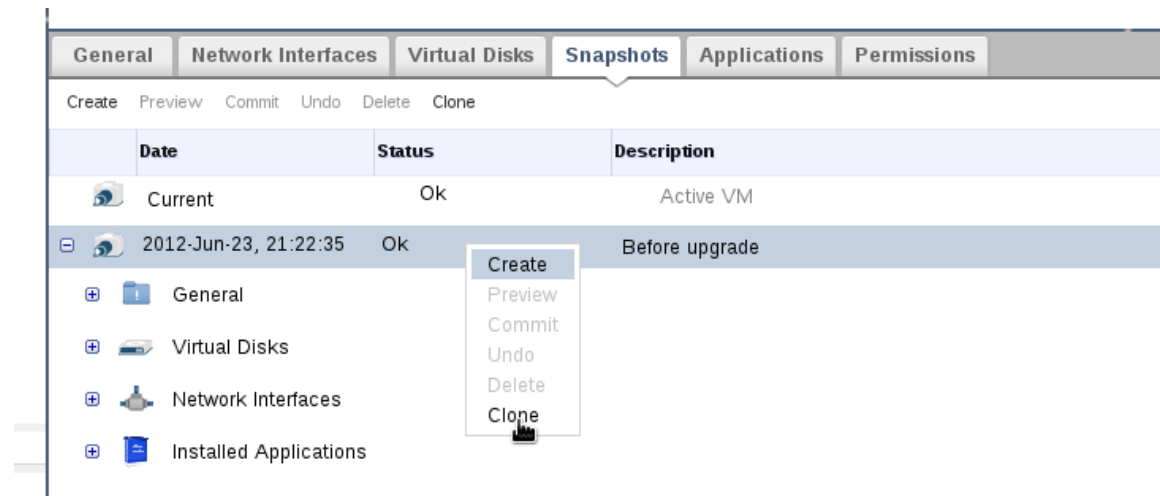 General Network Interfaces Virtual Disks Snapshots Applications Permissions
Create Preview Commit Undo Delete Clone
Date Status Description
Current Ok Active VM
2012-Jun-23, 21:22:35 Ok Before upgrade
Create
Preview
Commit
Undo
Delete
Clone
General
Virtual Disks
Network Interfaces
Installed Applications